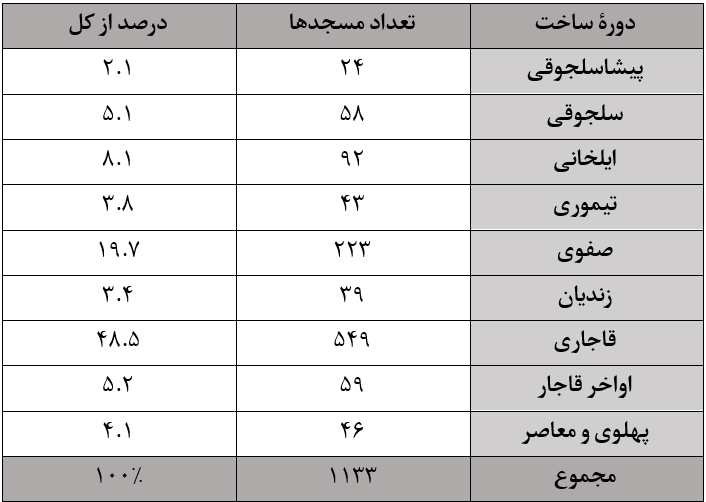 دورهٔ ساخت تعداد مسجدها درصد از کل
پیشاسلجوقی ۲۴ ۲.۱
سلجوقی ۵۸ ۵.۱
ایلخانی ۹۲ ۸.۱
تیموری ۴۳ ۳.۸
صفوی ۲۲۳ ۱۹.۷
زندیان ۳۹ ۳.۴
قاجاری ۵۴۹ ۴۸.۵
اواخر قاجار ۵۹ ۵.۲
پهلوی و معاصر ۴۶ ۴.۱
مجموع ۱۱۳۳ ۱۰۰٪